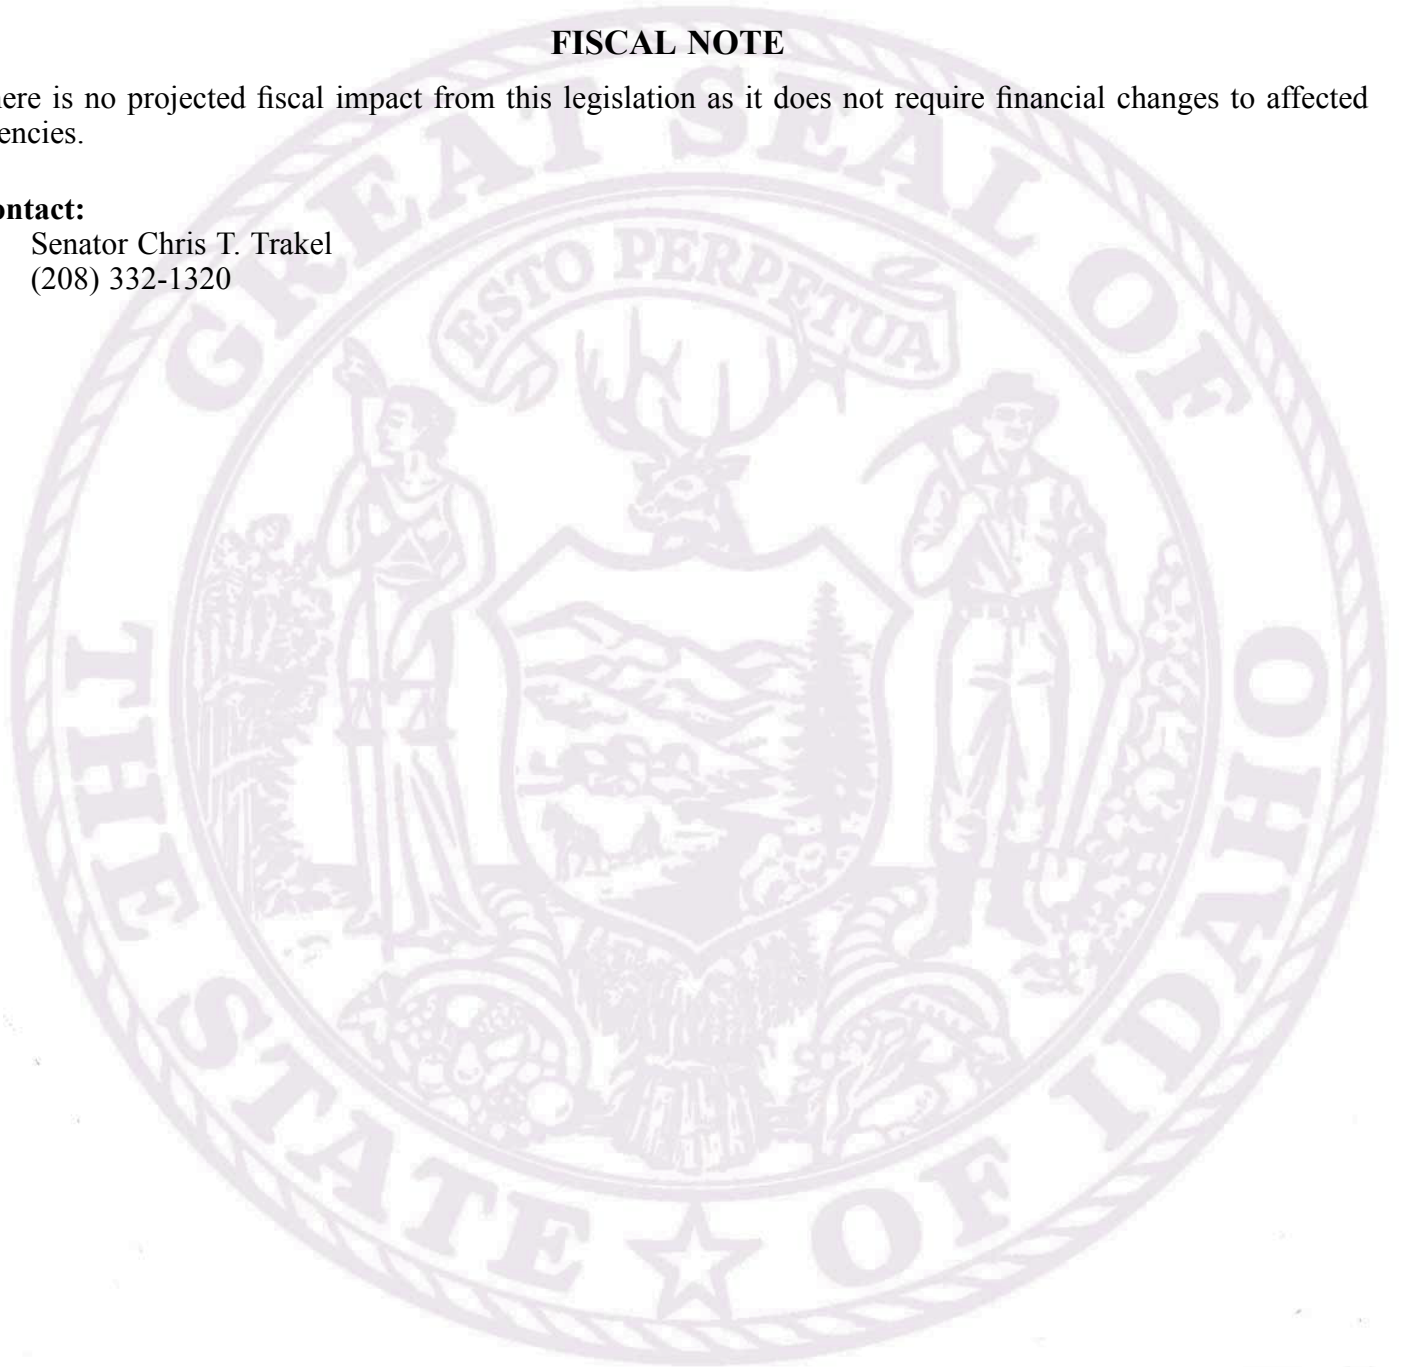 FISCAL NOTE
here is no projected fiscal impact from this legislation as it does not require financial changes to affected
encies.
ontact:
Senator Chris T. Trakel
(208) 332-1320
GREAT SEAL OF
THE STATE OF IDAHO
ESTO PERPETUA